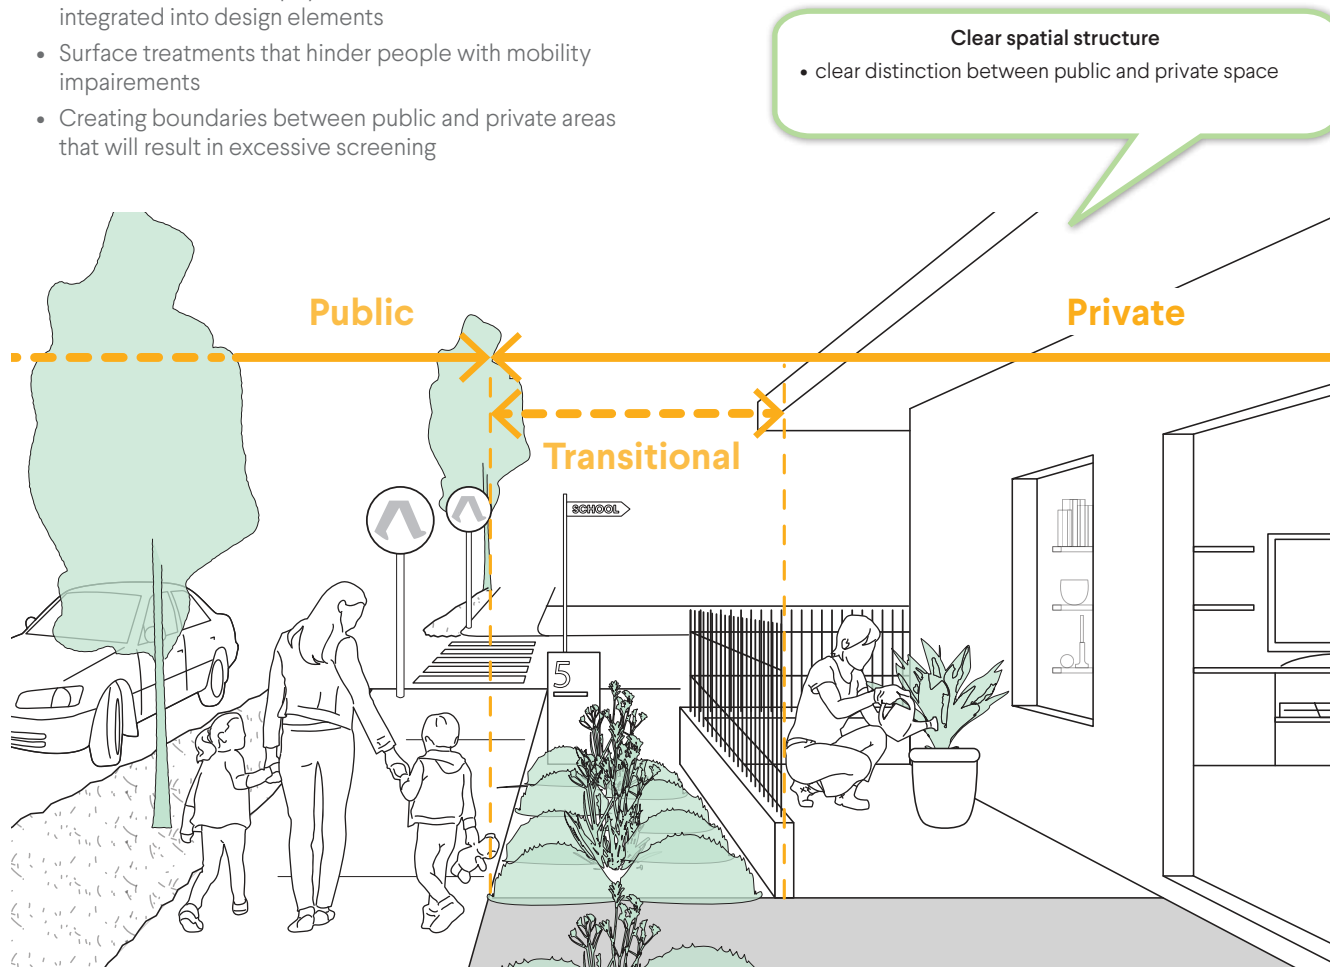 integrated into design elements
• Surface treatments that hinder people with mobility
impairements
• Creating boundaries between public and private areas
that will result in excessive screening
Clear spatial structure
• clear distinction between public and private space
Public
Private
Transitional
SCHOOL
5